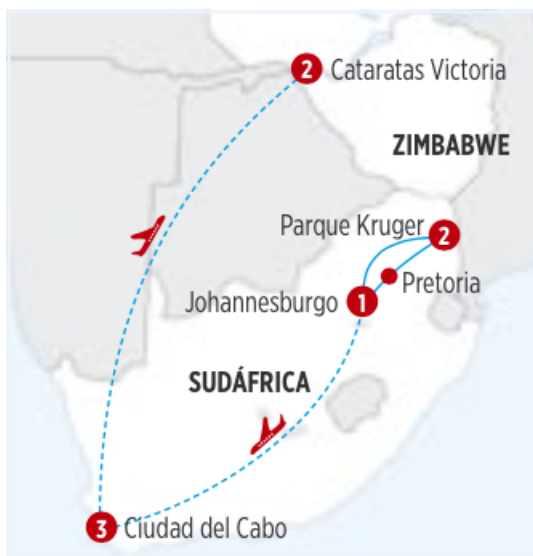 2 Cataratas Victoria
ZIMBABWE
Parque Kruger 2
Pretoria
Johannesburgo 1
SUDÁFRICA
3 Ciudad del Cabo